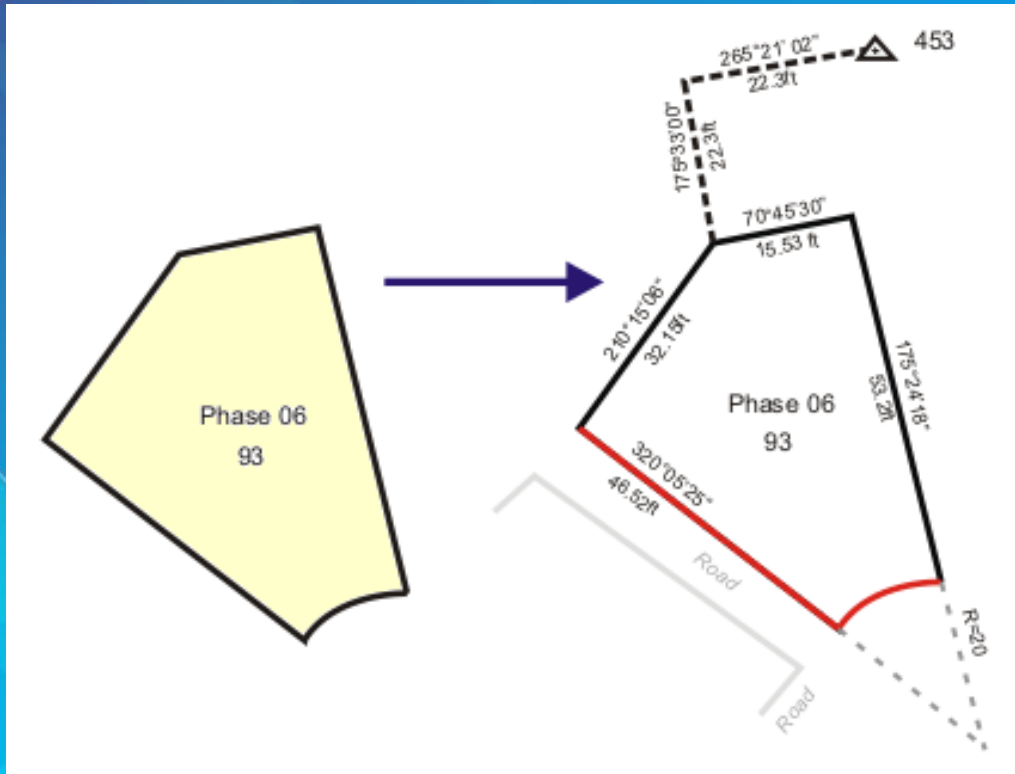 Phase 06
93
265°21'02"
22.3ft
453
175°33'00"
22.3ft
70°45'30"
15.53 ft
210°15'06"
32.15ft
Phase 06
93
175°24'18"
53.2ft
320°05'25"
46.52ft
Road
Road
R=20